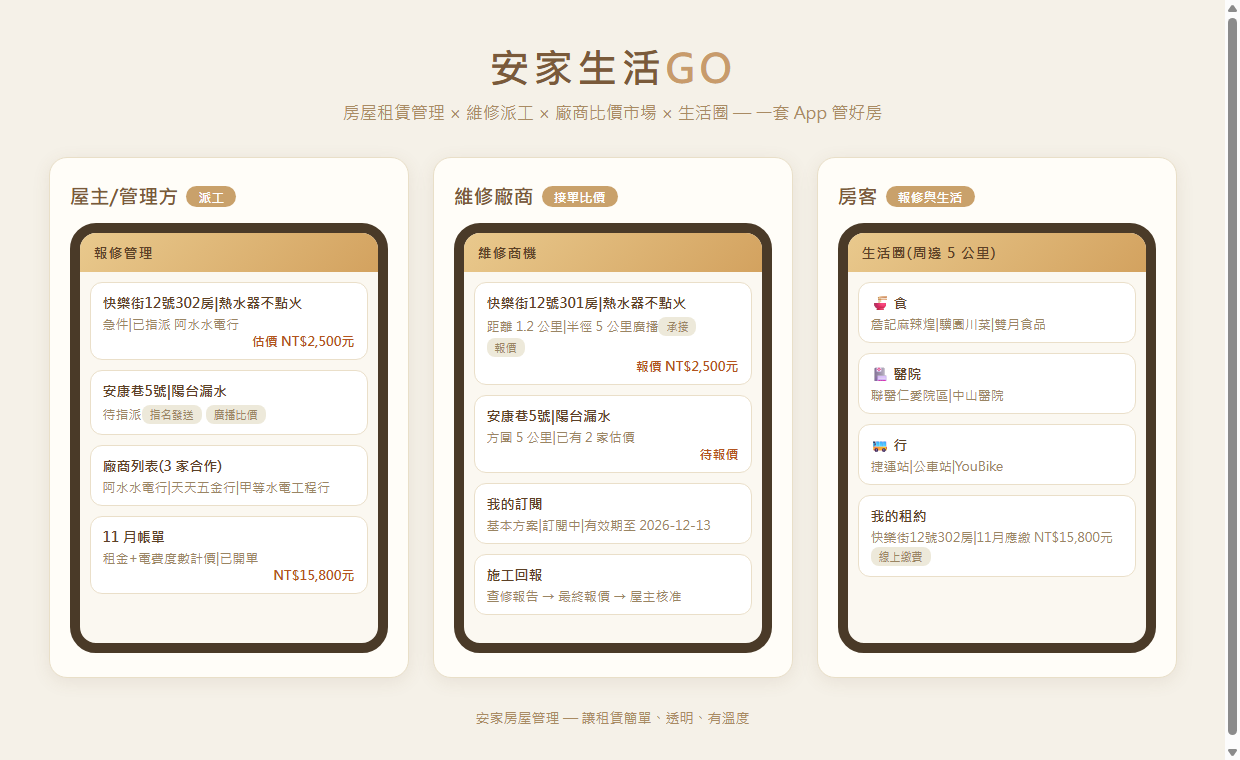 安家生活GO
房屋租賃管理 × 維修派工 × 廠商比價市場 × 生活圈 — 一套 App 管好房
屋主/管理方 派工
報修管理
快樂街12號302房|熱水器不點火
急件|已指派 阿水水電行
估價 NT$2,500元
安康巷5號|陽台漏水
待指派 指名發送 廣播比價
廠商列表(3 家合作)
阿水水電行|天天五金行|甲等水電工程行
11 月帳單
租金+電費度數計價|已開單
NT$15,800元
維修廠商 接單比價
維修商機
快樂街12號301房|熱水器不點火
距離 1.2 公里|半徑 5 公里廣播 承接
報價
報價 NT$2,500元
安康巷5號|陽台漏水
方圓 5 公里|已有 2 家估價
待報價
我的訂閱
基本方案|訂閱中|有效期至 2026-12-13
施工回報
查修報告 → 最終報價 → 屋主核准
房客 報修與生活
生活圈(周邊 5 公里)
食
詹記麻辣煌|驥園川菜|雙月食品
醫院
聯醫仁愛院區|中山醫院
行
捷運站|公車站|YouBike
我的租約
快樂街12號302房|11月應繳 NT$15,800元
線上繳費
安家房屋管理 — 讓租賃簡單、透明、有溫度